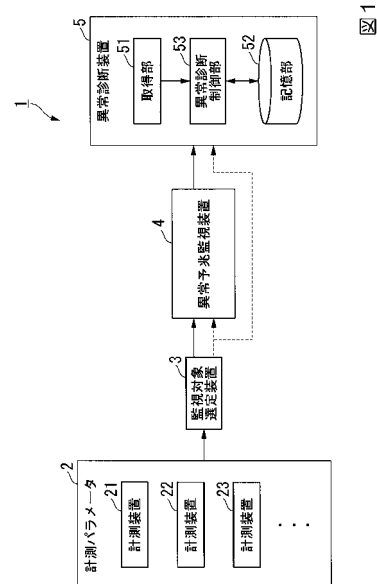 図1
1
2
計測パラメータ
21
計測装置
22
計測装置
23
計測装置
・・・
3
監視対象
選定装置
4
異常予兆監視装置
5
異常診断装置
51
取得部
53
異常診断
制御部
52
記憶部